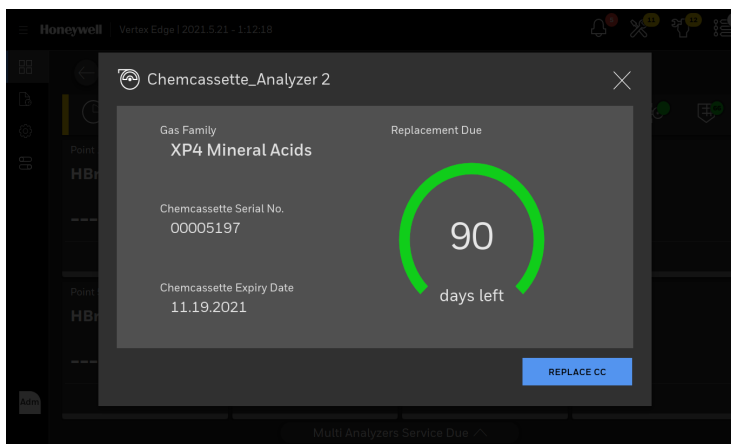 Honeywell
Vertex Edge | 2021.5.21 - 1:12:18
11
12
Chemcassette_Analyzer 2
Gas Family
Replacement Due
XP4 Mineral Acids
Chemcassette Serial No.
00005197
90
days left
Chemcassette Expiry Date
11.19.2021
REPLACE CC
Point
HBr
---
Point
HBr
---
Adm
Multi Analyzers Service Due